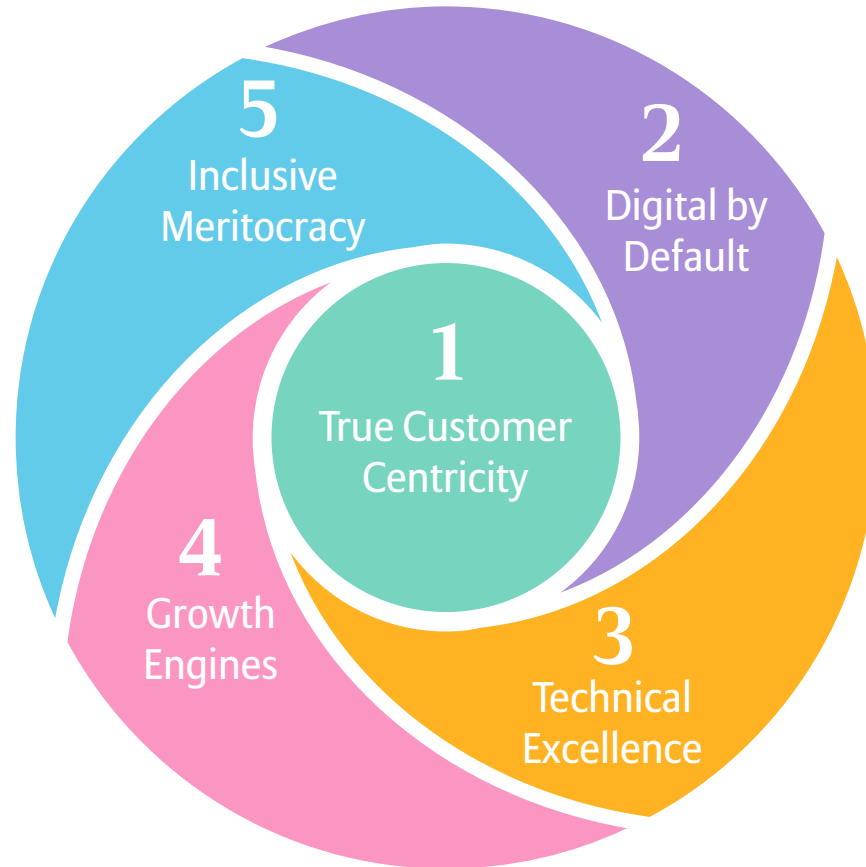 1
True Customer
Centricity
2
Digital by
Default
3
Technical
Excellence
4
Growth
Engines
5
Inclusive
Meritocracy